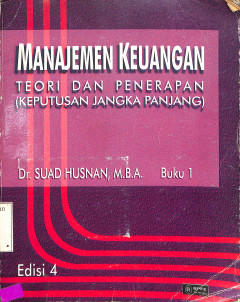 MANAJEMEN KEUANGAN
TEORI DAN PENERAPAN
(KEPUTUSAN JANGKA PANJANG)
Dr. SUAD HUSNAN, M.B.A. Buku 1
Edisi 4